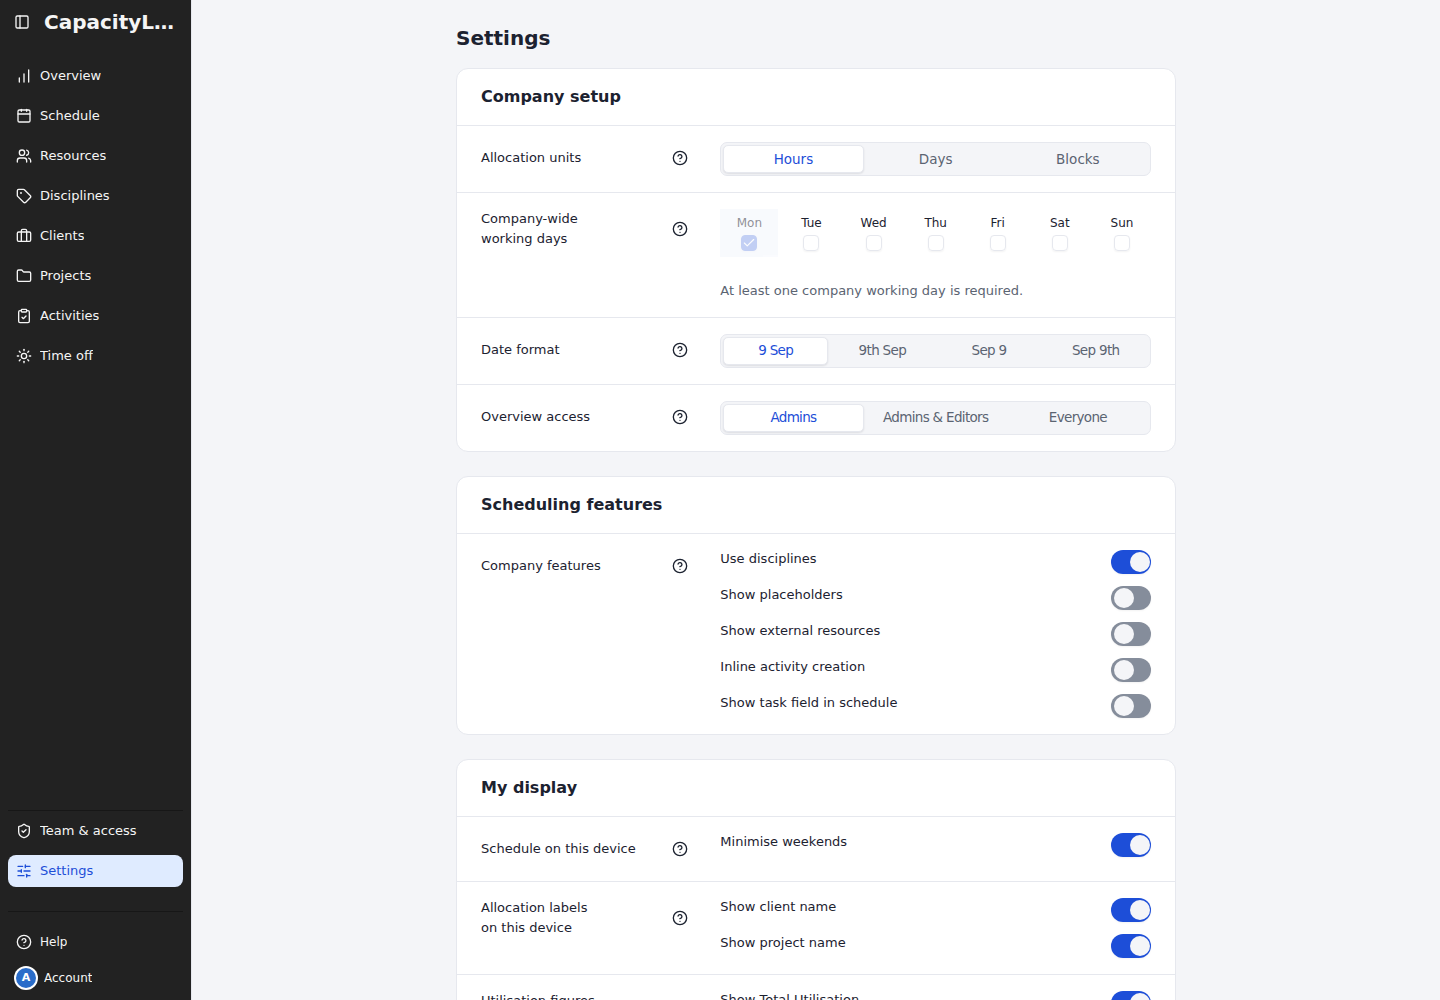 CapacityL...
Overview
Schedule
Resources
Disciplines
Clients
Projects
Activities
Time off
Team & access
Settings
Help
A
Account
Settings
Company setup
Allocation units
Hours Days Blocks
Company-wide
working days
Mon Tue Wed Thu Fri Sat Sun
At least one company working day is required.
Date format
9 Sep 9th Sep Sep 9 Sep 9th
Overview access
Admins Admins & Editors Everyone
Scheduling features
Company features
Use disciplines
Show placeholders
Show external resources
Inline activity creation
Show task field in schedule
My display
Schedule on this device
Minimise weekends
Allocation labels
on this device
Show client name
Show project name
Utilisation figures
Show Total Utilisation